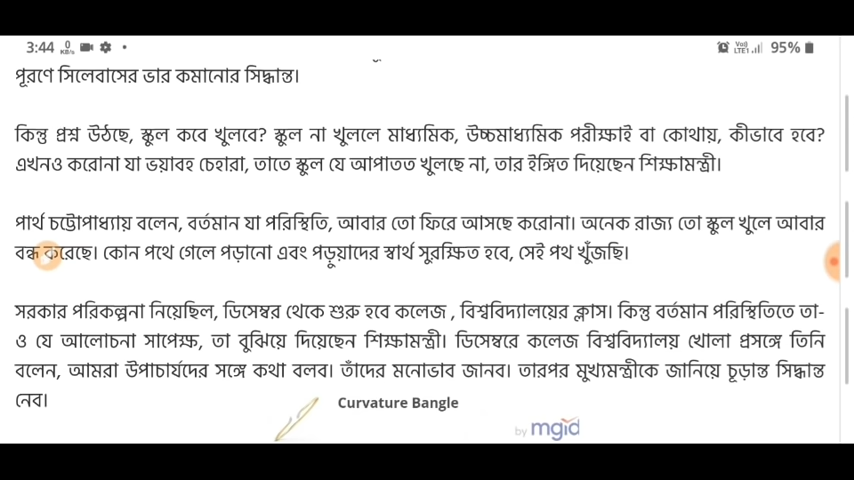 3:44 0 KB/s
Vo) LTE1 95%
পূরণে সিলেবাসের ভার কমানোর সিদ্ধান্ত।
কিন্তু প্রশ্ন উঠছে, স্কুল কবে খুলবে? স্কুল না খুললে মাধ্যমিক, উচ্চমাধ্যমিক পরীক্ষাই বা কোথায়, কীভাবে হবে?
এখনও করোনা যা ভয়াবহ চেহারা, তাতে স্কুল যে আপাতত খুলছে না, তার ইঙ্গিত দিয়েছেন শিক্ষামন্ত্রী।
পার্থ চট্টোপাধ্যায় বলেন, বর্তমান যা পরিস্থিতি, আবার তো ফিরে আসছে করোনা। অনেক রাজ্য তো স্কুল খুলে আবার
বন্ধ করেছে। কোন পথে গেলে পড়ানো এবং পড়ুয়াদের স্বার্থ সুরক্ষিত হবে, সেই পথ খুঁজছি।
সরকার পরিকল্পনা নিয়েছিল, ডিসেম্বর থেকে শুরু হবে কলেজ , বিশ্ববিদ্যালয়ের ক্লাস। কিন্তু বর্তমান পরিস্থিতিতে তা-
ও যে আলোচনা সাপেক্ষ, তা বুঝিয়ে দিয়েছেন শিক্ষামন্ত্রী। ডিসেম্বরে কলেজ বিশ্ববিদ্যালয় খোলা প্রসঙ্গে তিনি
বলেন, আমরা উপাচার্যদের সঙ্গে কথা বলব। তাঁদের মনোভাব জানব। তারপর মুখ্যমন্ত্রীকে জানিয়ে চূড়ান্ত সিদ্ধান্ত
নেব।
Curvature Bangle
by mgid